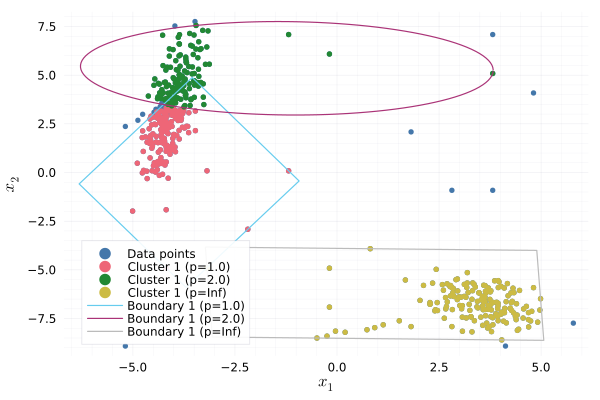 7.5
5.0
2.5
0.0
−2.5
−5.0
−7.5
x₂
Data points
Cluster 1 (p=1.0)
Cluster 1 (p=2.0)
Cluster 1 (p=Inf)
Boundary 1 (p=1.0)
Boundary 1 (p=2.0)
Boundary 1 (p=Inf)
−5.0 −2.5 0.0 2.5 5.0
x₁